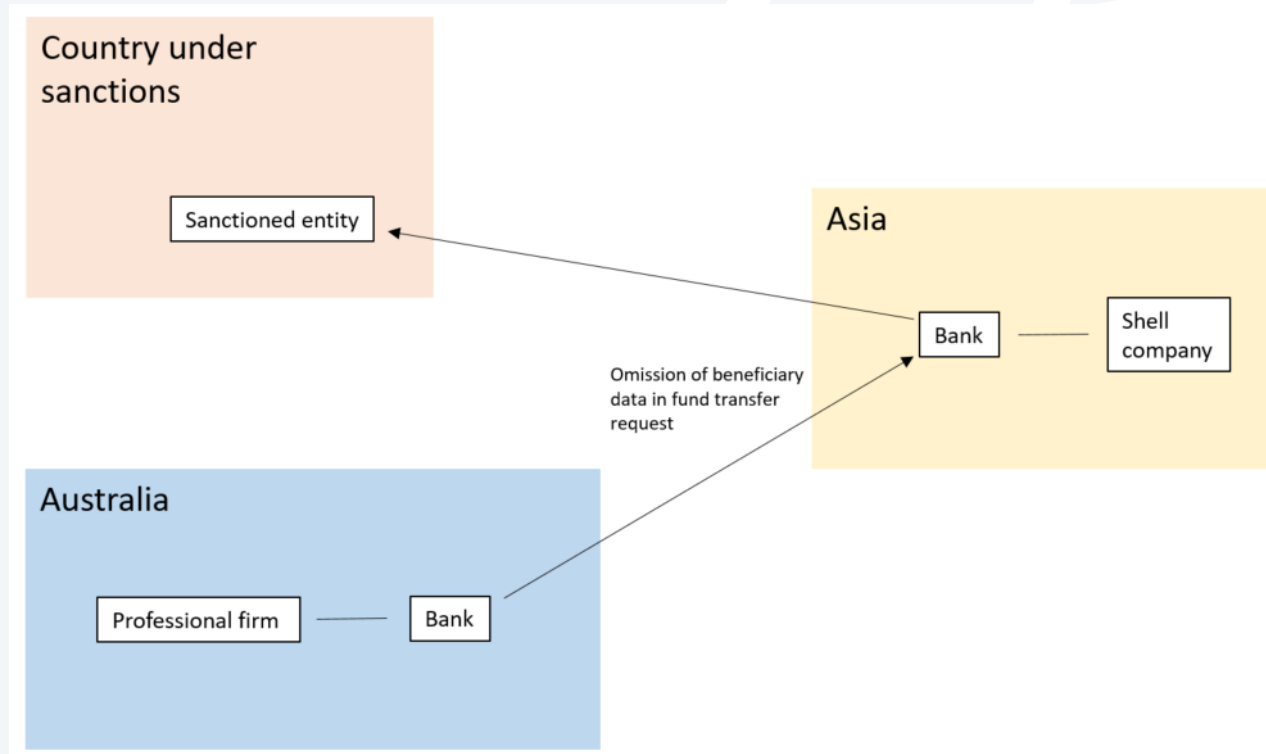 Country under
sanctions
Sanctioned entity
Asia
Bank
Shell
company
Omission of beneficiary
data in fund transfer
request
Australia
Professional firm
Bank